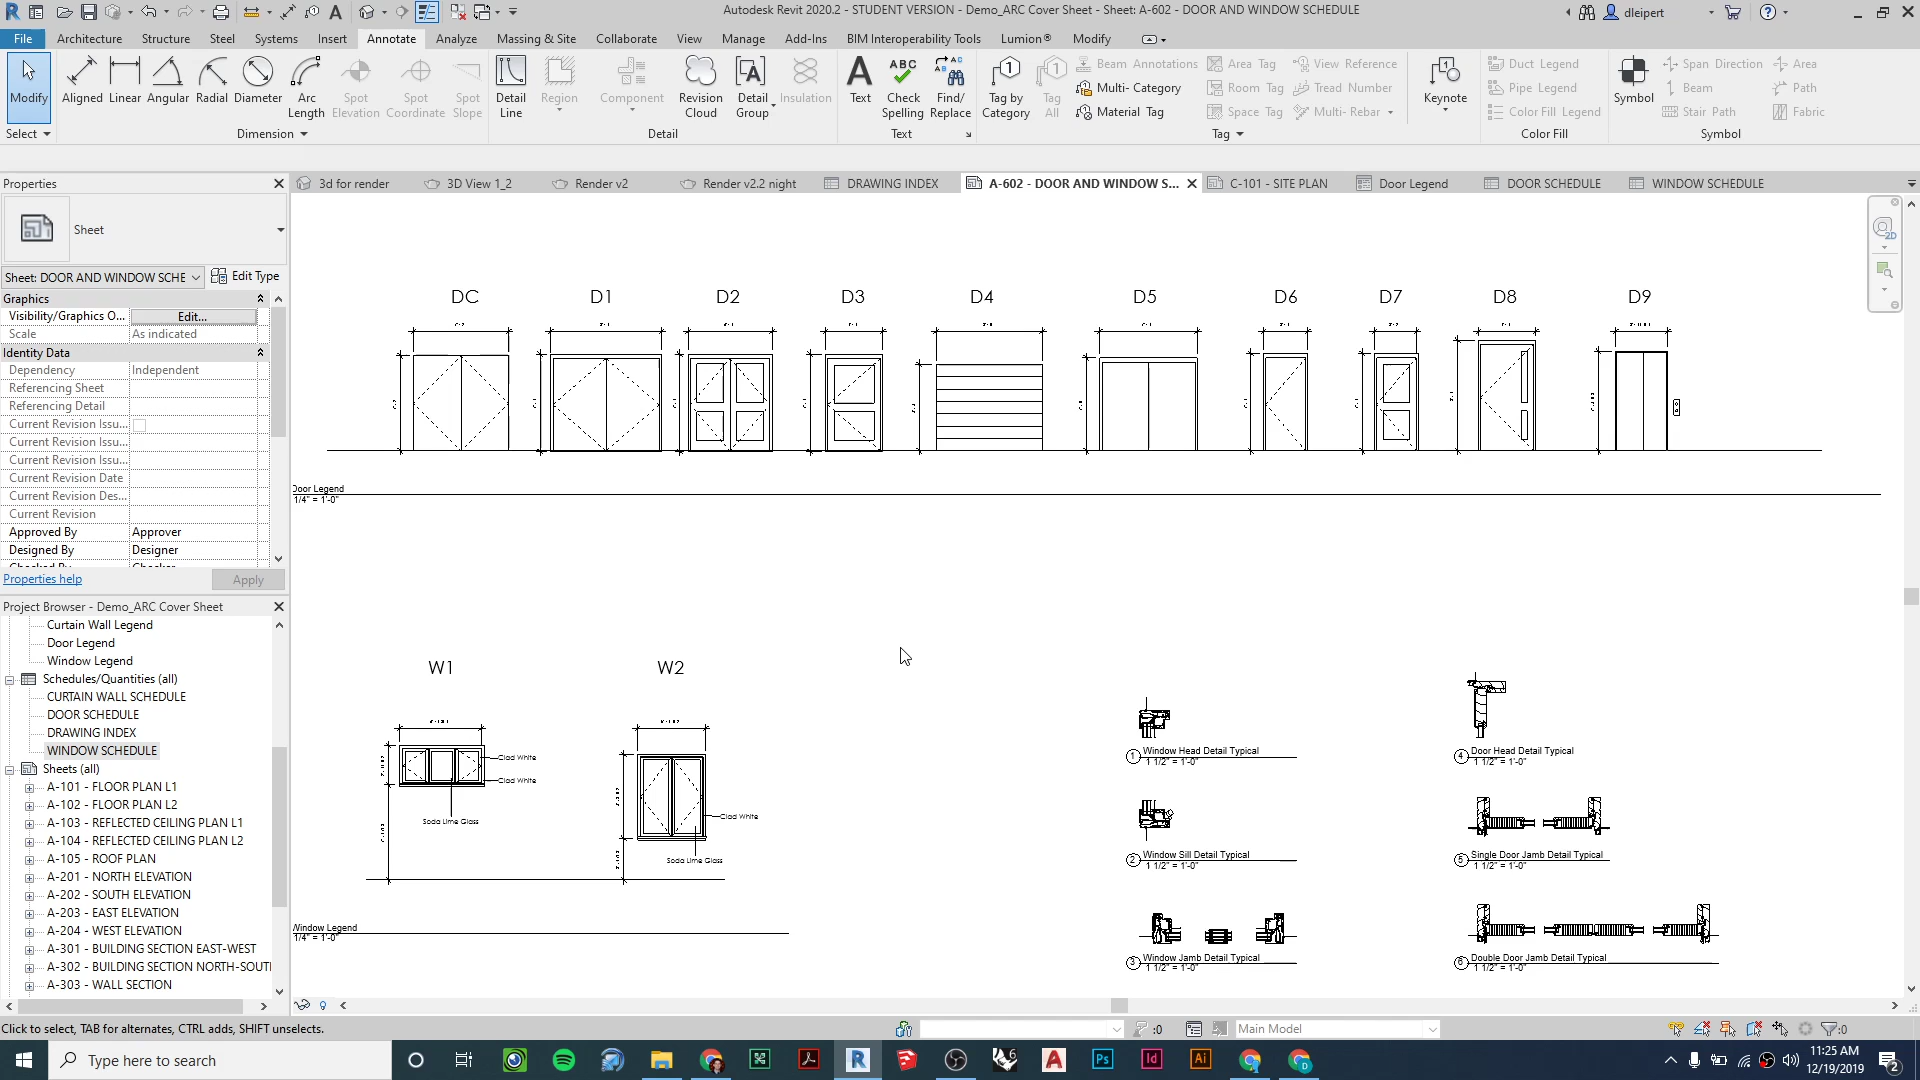 Autodesk Revit 2020.2 - STUDENT VERSION - Demo_ARC Cover Sheet - Sheet: A-602 - DOOR AND WINDOW SCHEDULE
dleipert
File Architecture Structure Steel Systems Insert Annotate Analyze Massing & Site Collaborate View Manage Add-Ins BIM Interoperability Tools Lumion® Modify
Modify Aligned Linear Angular Radial Diameter Arc Length Spot Elevation Spot Coordinate Spot Slope Detail Line Region Component Revision Cloud Detail Group Insulation Text Check Spelling Find/ Replace Tag by Category Tag All
Beam Annotations Area Tag View Reference
Multi- Category Room Tag Tread Number
Material Tag Space Tag Multi- Rebar
Keynote
Duct Legend
Pipe Legend
Color Fill Legend
Symbol
Span Direction Area
Beam Path
Stair Path Fabric
Select Dimension Detail Text Tag Color Fill Symbol
Properties
3d for render 3D View 1_2 Render v2 Render v2.2 night DRAWING INDEX A-602 - DOOR AND WINDOW S... C-101 - SITE PLAN Door Legend DOOR SCHEDULE WINDOW SCHEDULE
Sheet
Sheet: DOOR AND WINDOW SCHE Edit Type
Graphics
Visibility/Graphics O... Edit...
Scale As indicated
Identity Data
Dependency Independent
Referencing Sheet
Referencing Detail
Current Revision Issu...
Current Revision Issu...
Current Revision Issu...
Current Revision Date
Current Revision Des...
Current Revision
Approved By Approver
Designed By Designer
Properties help Apply
Project Browser - Demo_ARC Cover Sheet
Curtain Wall Legend
Door Legend
Window Legend
Schedules/Quantities (all)
CURTAIN WALL SCHEDULE
DOOR SCHEDULE
DRAWING INDEX
WINDOW SCHEDULE
Sheets (all)
A-101 - FLOOR PLAN L1
A-102 - FLOOR PLAN L2
A-103 - REFLECTED CEILING PLAN L1
A-104 - REFLECTED CEILING PLAN L2
A-105 - ROOF PLAN
A-201 - NORTH ELEVATION
A-202 - SOUTH ELEVATION
A-203 - EAST ELEVATION
A-204 - WEST ELEVATION
A-301 - BUILDING SECTION EAST-WEST
A-302 - BUILDING SECTION NORTH-SOUTH
A-303 - WALL SECTION
DC D1 D2 D3 D4 D5 D6 D7 D8 D9
Door Legend
1/4" = 1'-0"
W1 W2
Clad White
Clad White
Soda Lime Glass
Clad White
Soda Lime Glass
Window Legend
1/4" = 1'-0"
1 Window Head Detail Typical
1 1/2" = 1'-0"
2 Window Sill Detail Typical
1 1/2" = 1'-0"
3 Window Jamb Detail Typical
1 1/2" = 1'-0"
4 Door Head Detail Typical
1 1/2" = 1'-0"
5 Single Door Jamb Detail Typical
1 1/2" = 1'-0"
6 Double Door Jamb Detail Typical
1 1/2" = 1'-0"
Click to select, TAB for alternates, CTRL adds, SHIFT unselects.
:0 Main Model :0
Type here to search
11:25 AM
12/19/2019
2